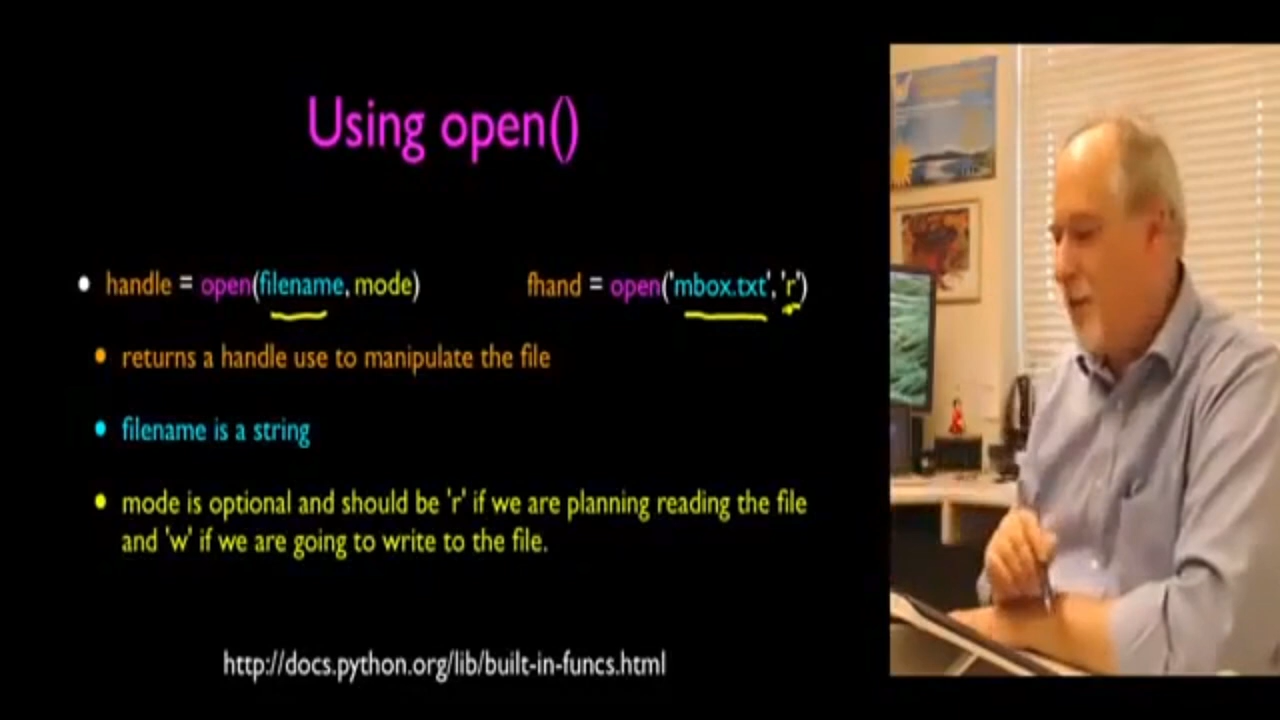 Using open()
• handle = open(filename, mode) fhand = open('mbox.txt', 'r')
• returns a handle use to manipulate the file
• filename is a string
• mode is optional and should be 'r' if we are planning reading the file
and 'w' if we are going to write to the file.
http://docs.python.org/lib/built-in-funcs.html